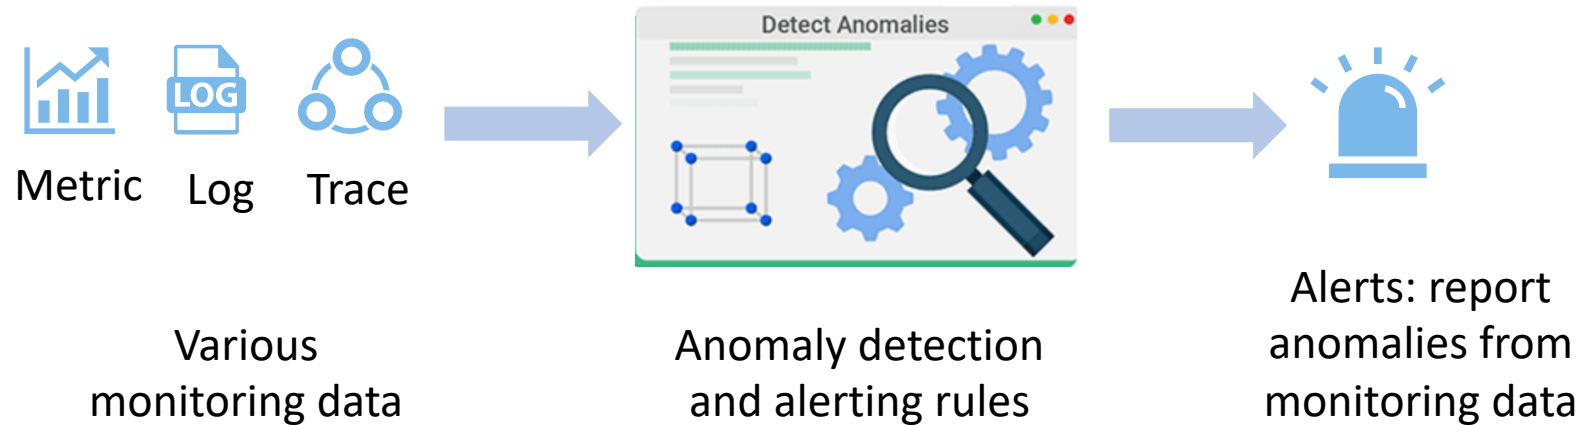 Detect Anomalies
LOG
Metric Log Trace
Various
monitoring data
Anomaly detection
and alerting rules
Alerts: report
anomalies from
monitoring data